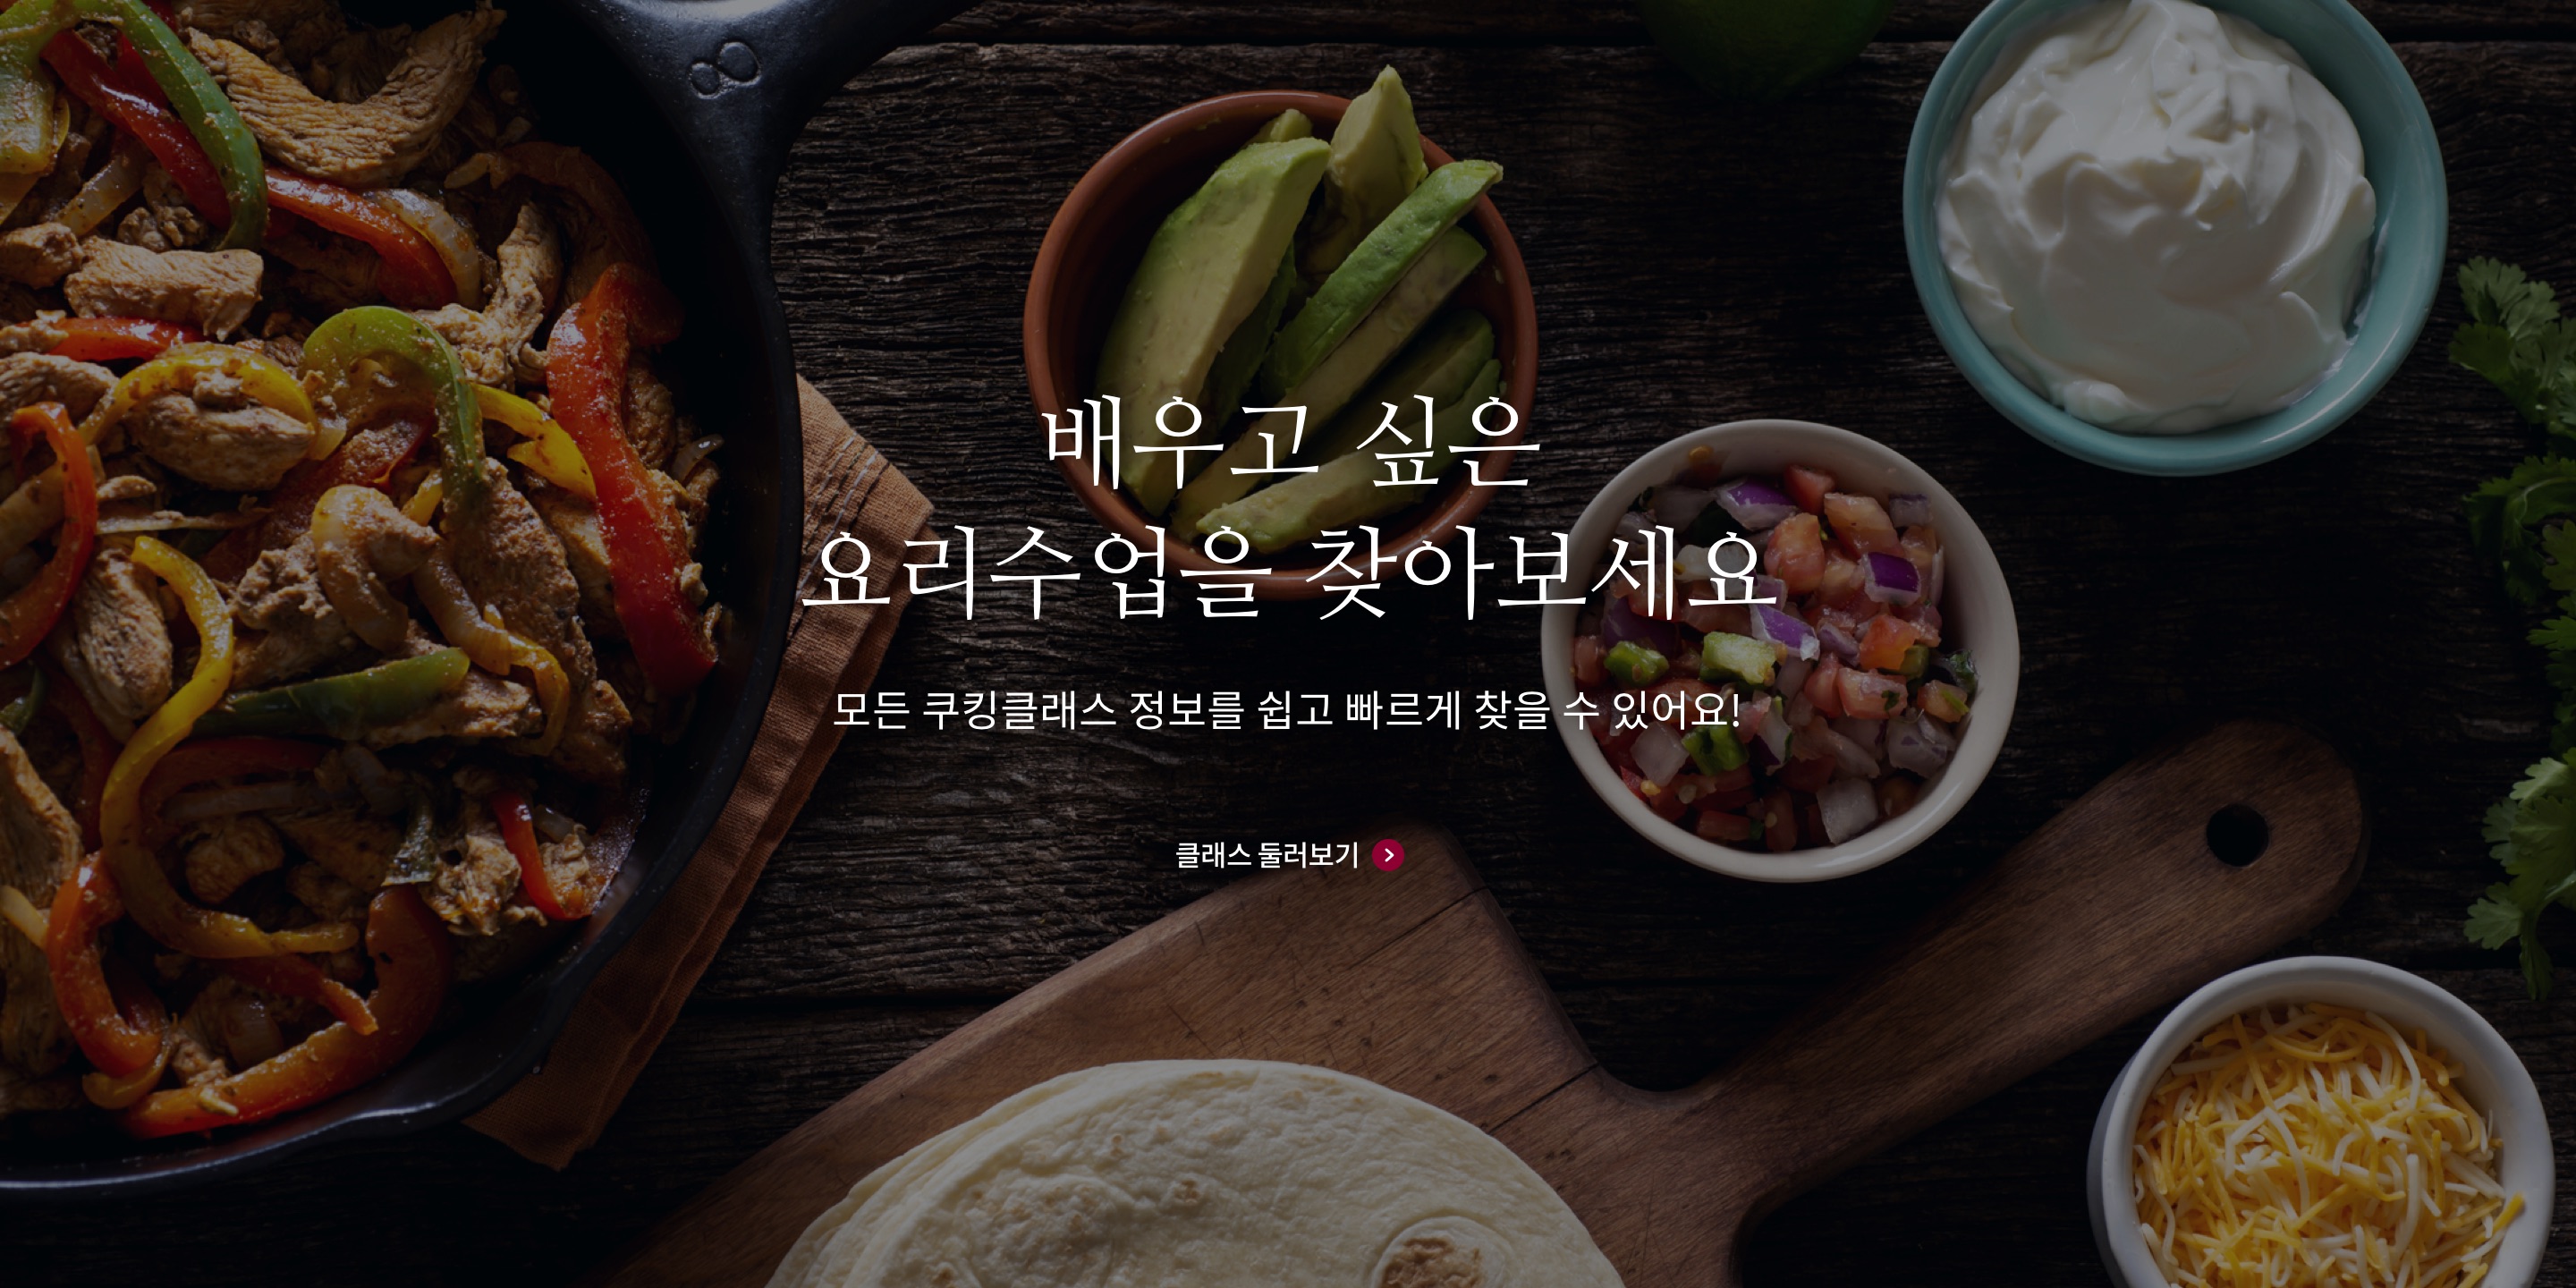 배우고 싶은
요리수업을 찾아보세요
모든 쿠킹클래스 정보를 쉽고 빠르게 찾을 수 있어요!
클래스 둘러보기
8